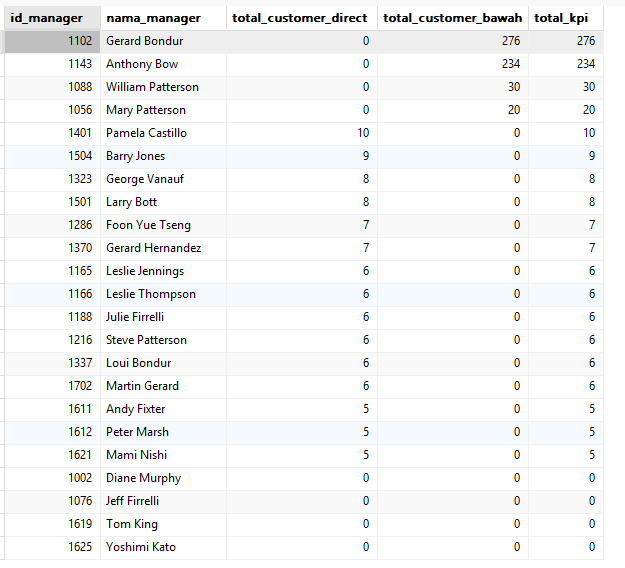 id_manager nama_manager total_customer_direct total_customer_bawah total_kpi
1102 Gerard Bondur 0 276 276
1143 Anthony Bow 0 234 234
1088 William Patterson 0 30 30
1056 Mary Patterson 0 20 20
1401 Pamela Castillo 10 0 10
1504 Barry Jones 9 0 9
1323 George Vanauf 8 0 8
1501 Larry Bott 8 0 8
1286 Foon Yue Tseng 7 0 7
1370 Gerard Hernandez 7 0 7
1165 Leslie Jennings 6 0 6
1166 Leslie Thompson 6 0 6
1188 Julie Firrelli 6 0 6
1216 Steve Patterson 6 0 6
1337 Loui Bondur 6 0 6
1702 Martin Gerard 6 0 6
1611 Andy Fixter 5 0 5
1612 Peter Marsh 5 0 5
1621 Mami Nishi 5 0 5
1002 Diane Murphy 0 0 0
1076 Jeff Firrelli 0 0 0
1619 Tom King 0 0 0
1625 Yoshimi Kato 0 0 0